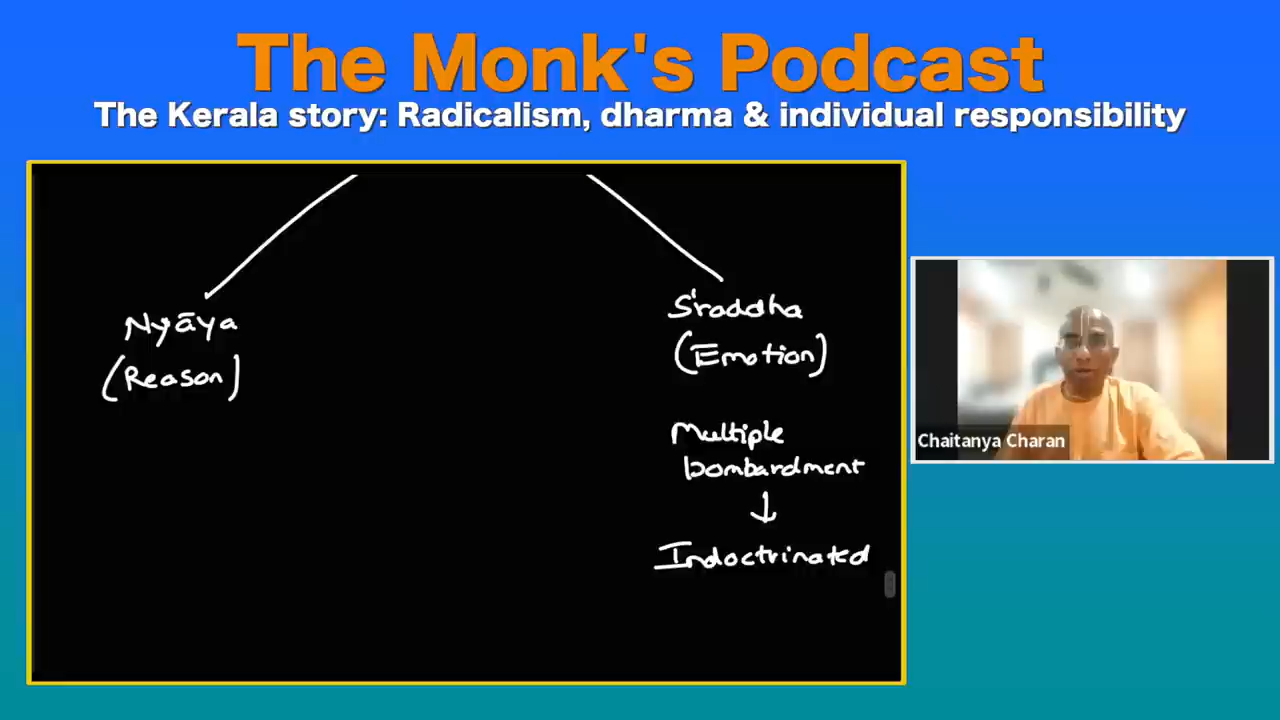 The Monk's Podcast
The Kerala story: Radicalism, dharma & individual responsibility
Nyāya
(Reason)
Śraddha
(Emotion)
Multiple
bombardment
↓
Indoctrinated
Chaitanya Charan